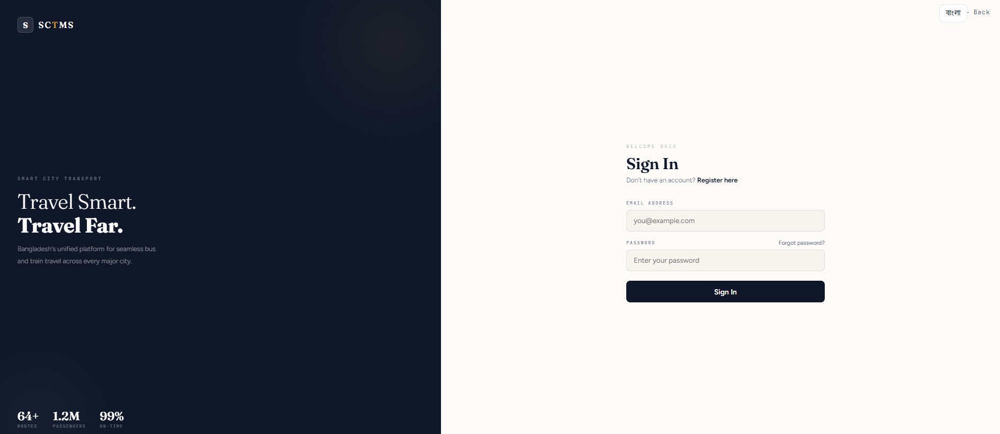 S SCTMS
SMART CITY TRANSPORT
Travel Smart.
Travel Far.
Bangladesh's unified platform for seamless bus
and train travel across every major city.
64+ 1.2M 99%
ROUTES PASSENGERS ON-TIME
বাংলা - Back
WELCOME BACK
Sign In
Don't have an account? Register here
EMAIL ADDRESS
you@example.com
PASSWORD Forgot password?
Enter your password
Sign In